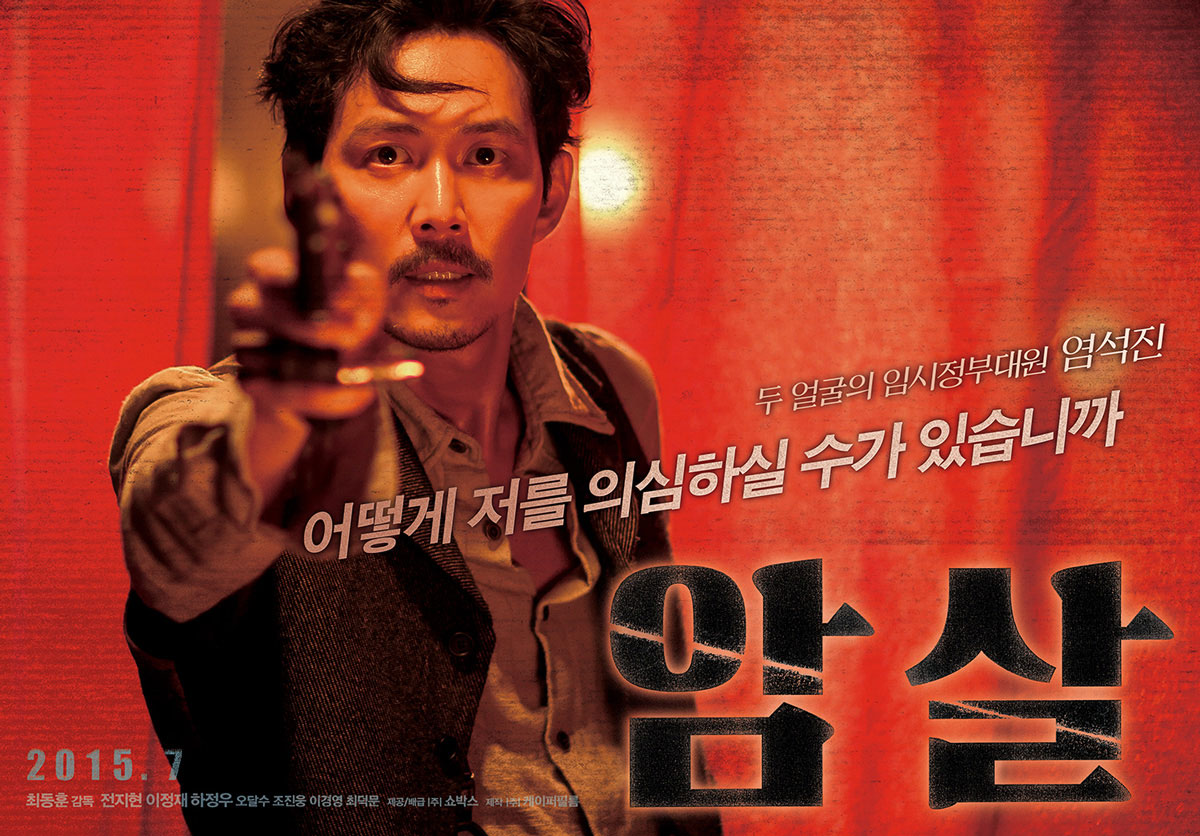 두 얼굴의 임시정부대원 염석진
어떻게 저를 의심하실 수가 있습니까
암살
2015. 7
최동훈 감독 전지현 이정재 하정우 오달수 조진웅 이경영 최덕문 제공/배급 (주)쇼박스 제작 (주)케이퍼필름